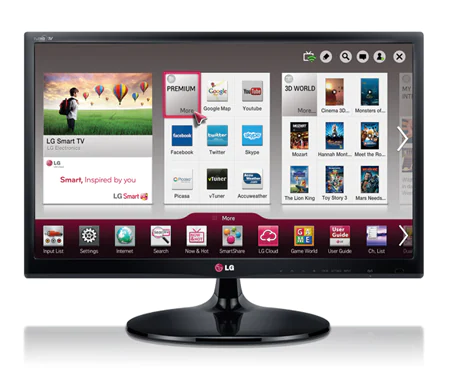 PREMIUM
More
Google Map
Youtube
Facebook
Twitter
Skype
Picasa
vTuner
Accuweather
3D WORLD
More
Cinema 3D...
Monsters of...
Mozart
Hannah Mont...
Meet the Ro...
The Lion King
Toy Story 3
Mars Needs...
LG Smart TV
LG Electronics
LG
Smart, Inspired by you
LG Smart
More
Input List
Settings
Internet
Search
Now & Hot
SmartShare
LG Cloud
Game World
User Guide
Ch. List
LG